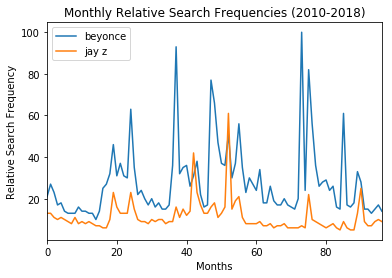 Monthly Relative Search Frequencies (2010-2018)
beyonce
jay z
Relative Search Frequency
100
80
60
40
20
0 20 40 60 80
Months